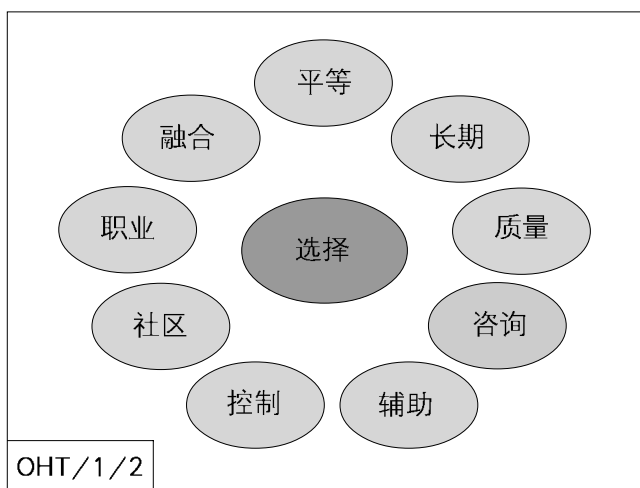 平等
融合
长期
职业
质量
选择
社区
咨询
控制
辅助
OHT/1/2